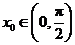 x₀ ∈ (0, π/2)